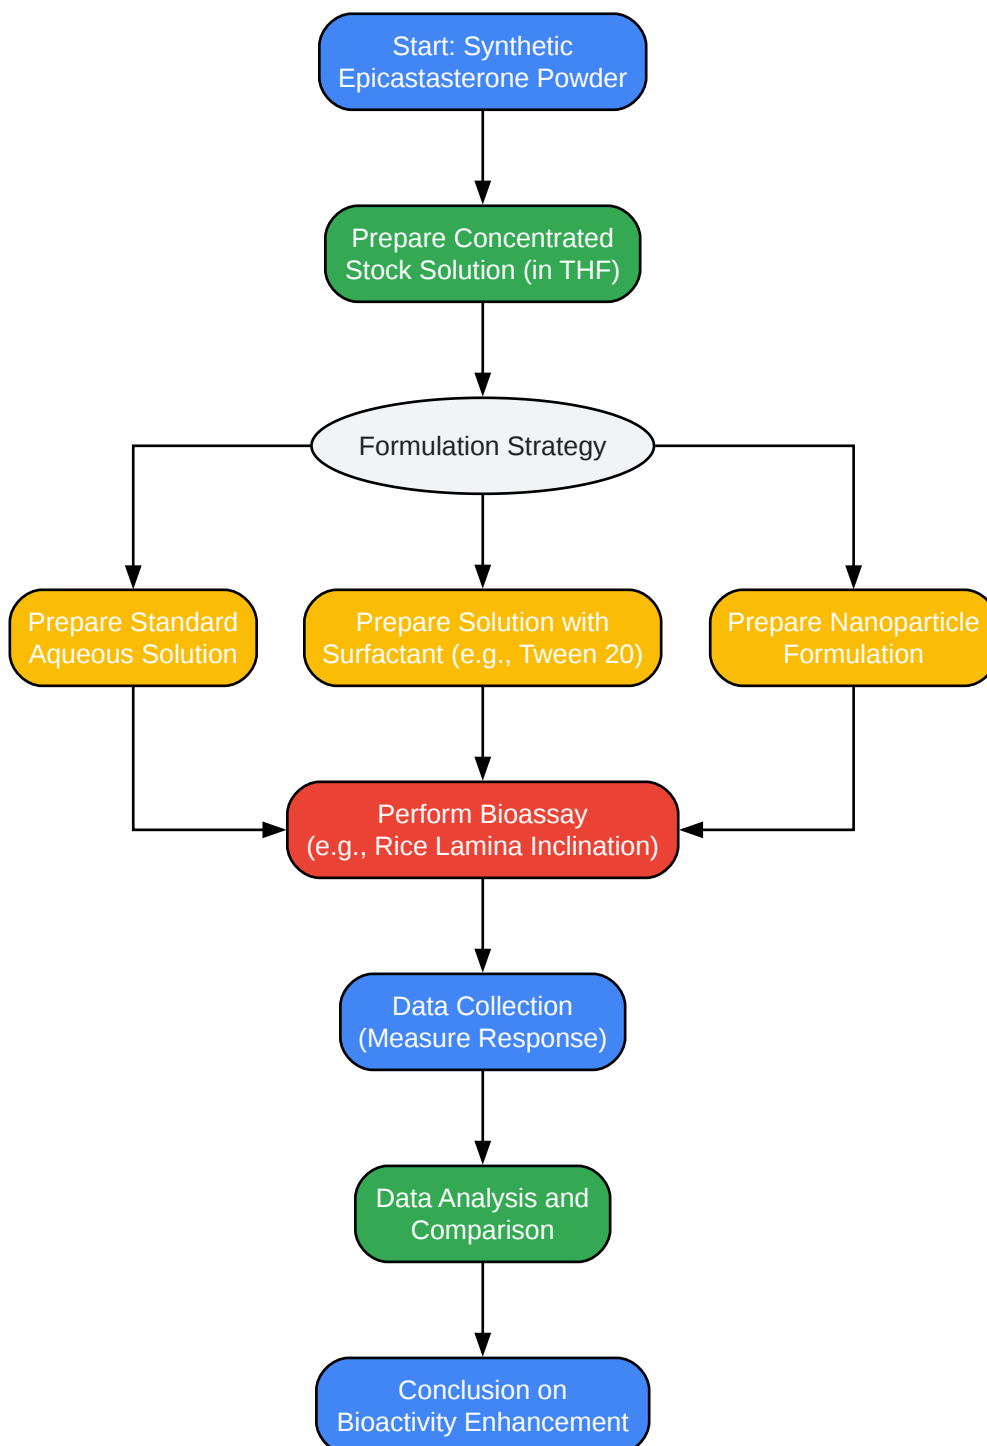 Start: Synthetic
Epicastasterone Powder
Prepare Concentrated
Stock Solution (in THF)
Formulation Strategy
Prepare Standard
Aqueous Solution
Prepare Solution with
Surfactant (e.g., Tween 20)
Prepare Nanoparticle
Formulation
Perform Bioassay
(e.g., Rice Lamina Inclination)
Data Collection
(Measure Response)
Data Analysis and
Comparison
Conclusion on
Bioactivity Enhancement